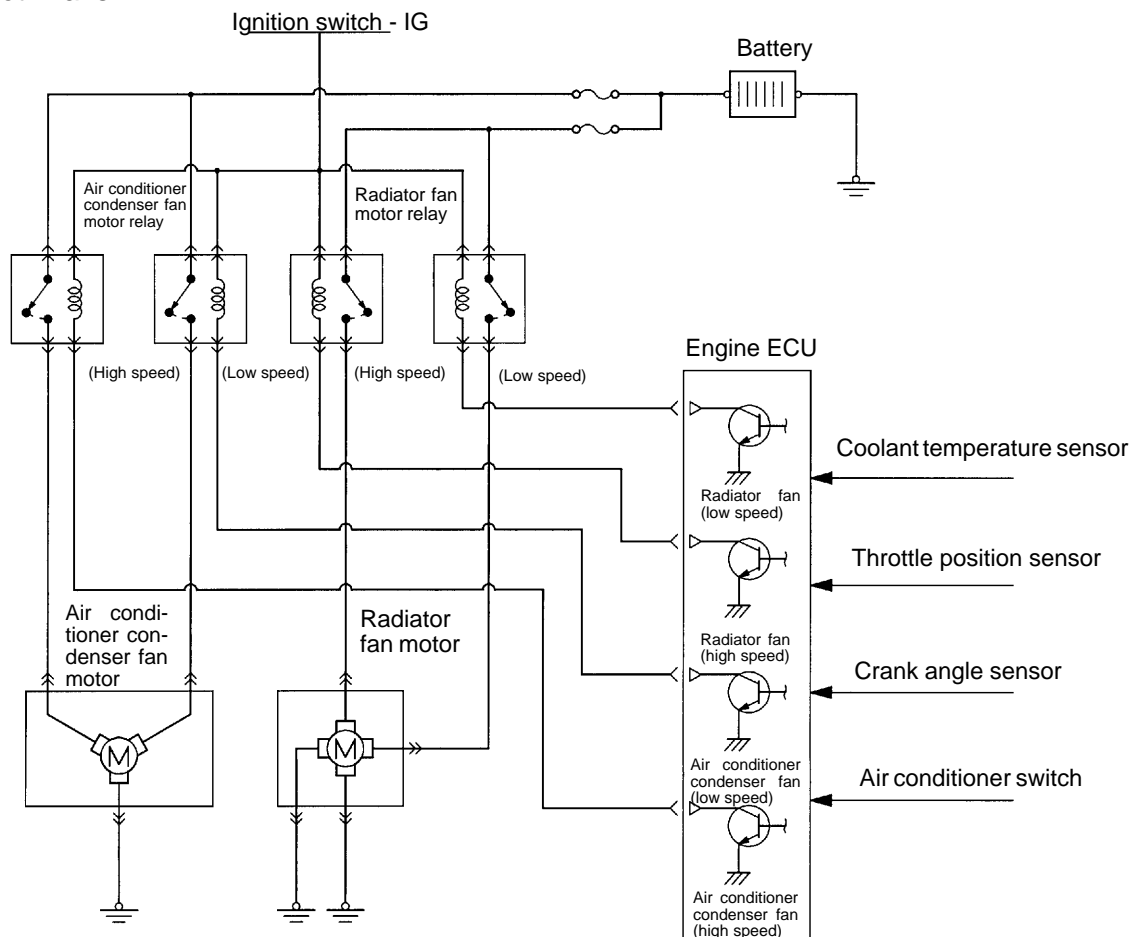 Ignition switch - IG
Battery
Air conditioner
condenser fan
motor relay
Radiator fan
motor relay
(High speed)
(Low speed)
(High speed)
(Low speed)
Engine ECU
Radiator fan
(low speed)
Coolant temperature sensor
Throttle position sensor
Radiator fan
(high speed)
Crank angle sensor
Air conditioner
condenser fan
(low speed)
Air conditioner switch
Air conditioner
condenser fan
(high speed)
Air condi-
tioner con-
denser fan
motor
M
Radiator
fan motor
M